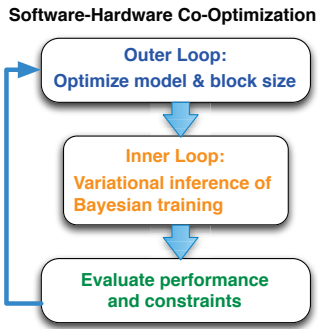 Software-Hardware Co-Optimization
Outer Loop:
Optimize model & block size
Inner Loop:
Variational inference of
Bayesian training
Evaluate performance
and constraints